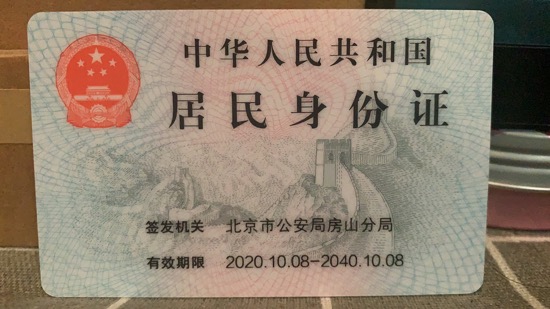 中华人民共和国
居民身份证
签发机关 北京市公安局房山分局
有效期限 2020.10.08-2040.10.08